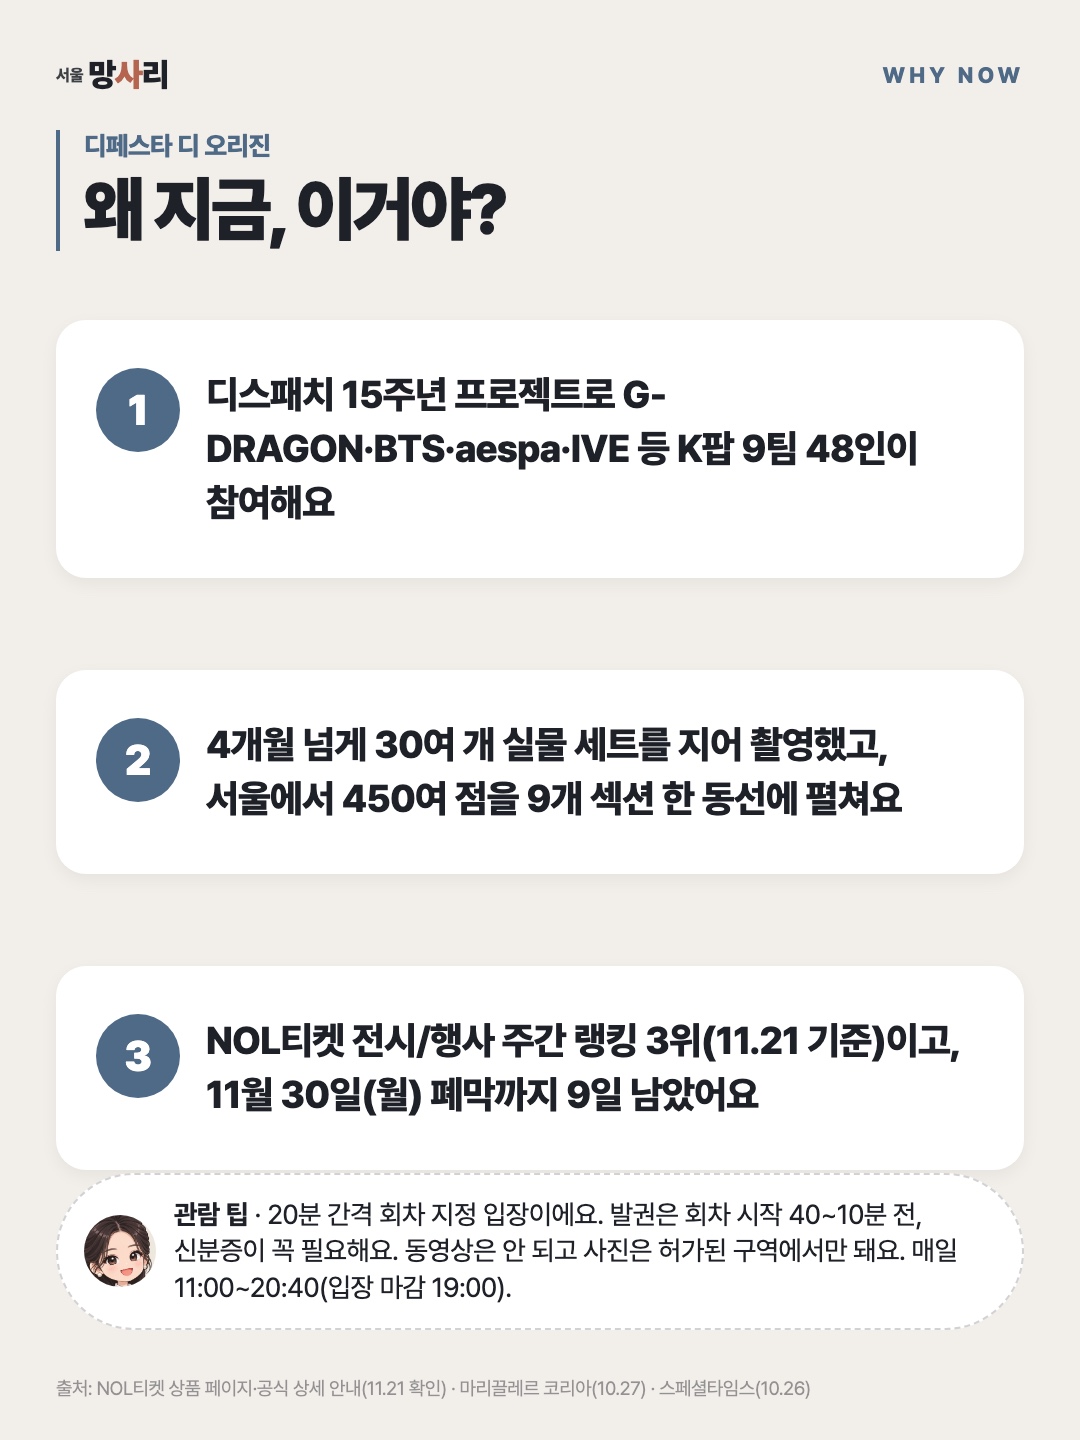 서울 망사리
WHY NOW
디페스타 디 오리진
왜 지금, 이거야?
1
디스패치 15주년 프로젝트로 G-
DRAGON·BTS·aespa·IVE 등 K팝 9팀 48인이
참여해요
2
4개월 넘게 30여 개 실물 세트를 지어 촬영했고,
서울에서 450여 점을 9개 섹션 한 동선에 펼쳐요
3
NOL티켓 전시/행사 주간 랭킹 3위(11.21 기준)이고,
11월 30일(월) 폐막까지 9일 남았어요
관람 팁 · 20분 간격 회차 지정 입장이에요. 발권은 회차 시작 40~10분 전,
신분증이 꼭 필요해요. 동영상은 안 되고 사진은 허가된 구역에서만 돼요. 매일
11:00~20:40(입장 마감 19:00).
출처: NOL티켓 상품 페이지·공식 상세 안내(11.21 확인) · 마리끌레르 코리아(10.27) · 스페셜타임스(10.26)